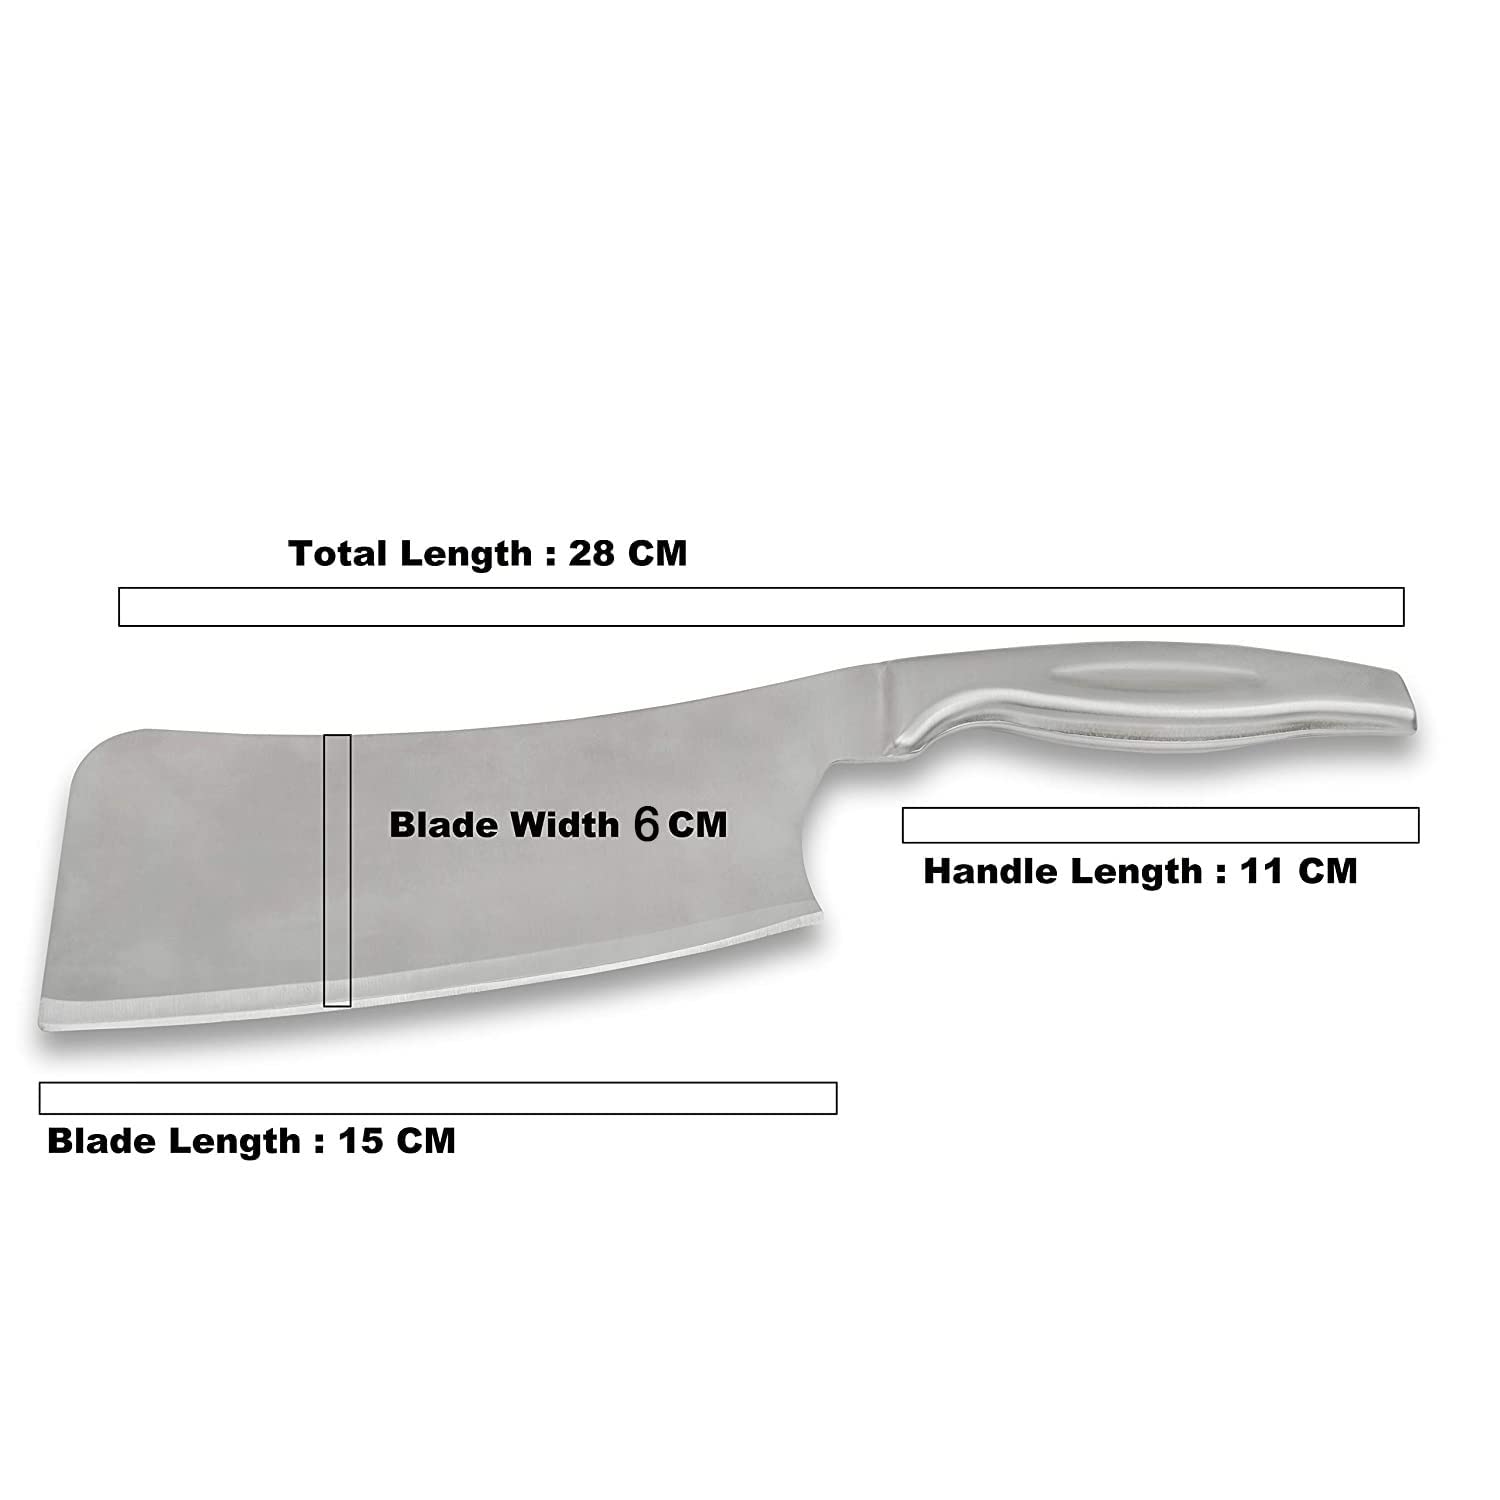 Total Length : 28 CM
Blade Width 6 CM
Handle Length : 11 CM
Blade Length : 15 CM